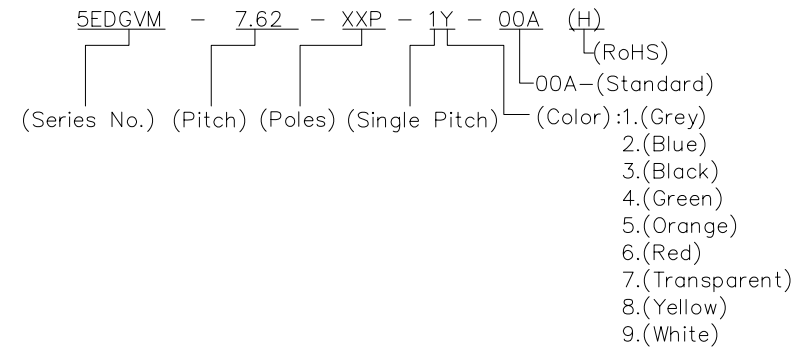 5EDGVM - 7.62 - XXP - 1Y - 00A (H)
(RoHS)
00A-(Standard)
(Series No.) (Pitch) (Poles) (Single Pitch) (Color):1.(Grey)
2.(Blue)
3.(Black)
4.(Green)
5.(Orange)
6.(Red)
7.(Transparent)
8.(Yellow)
9.(White)